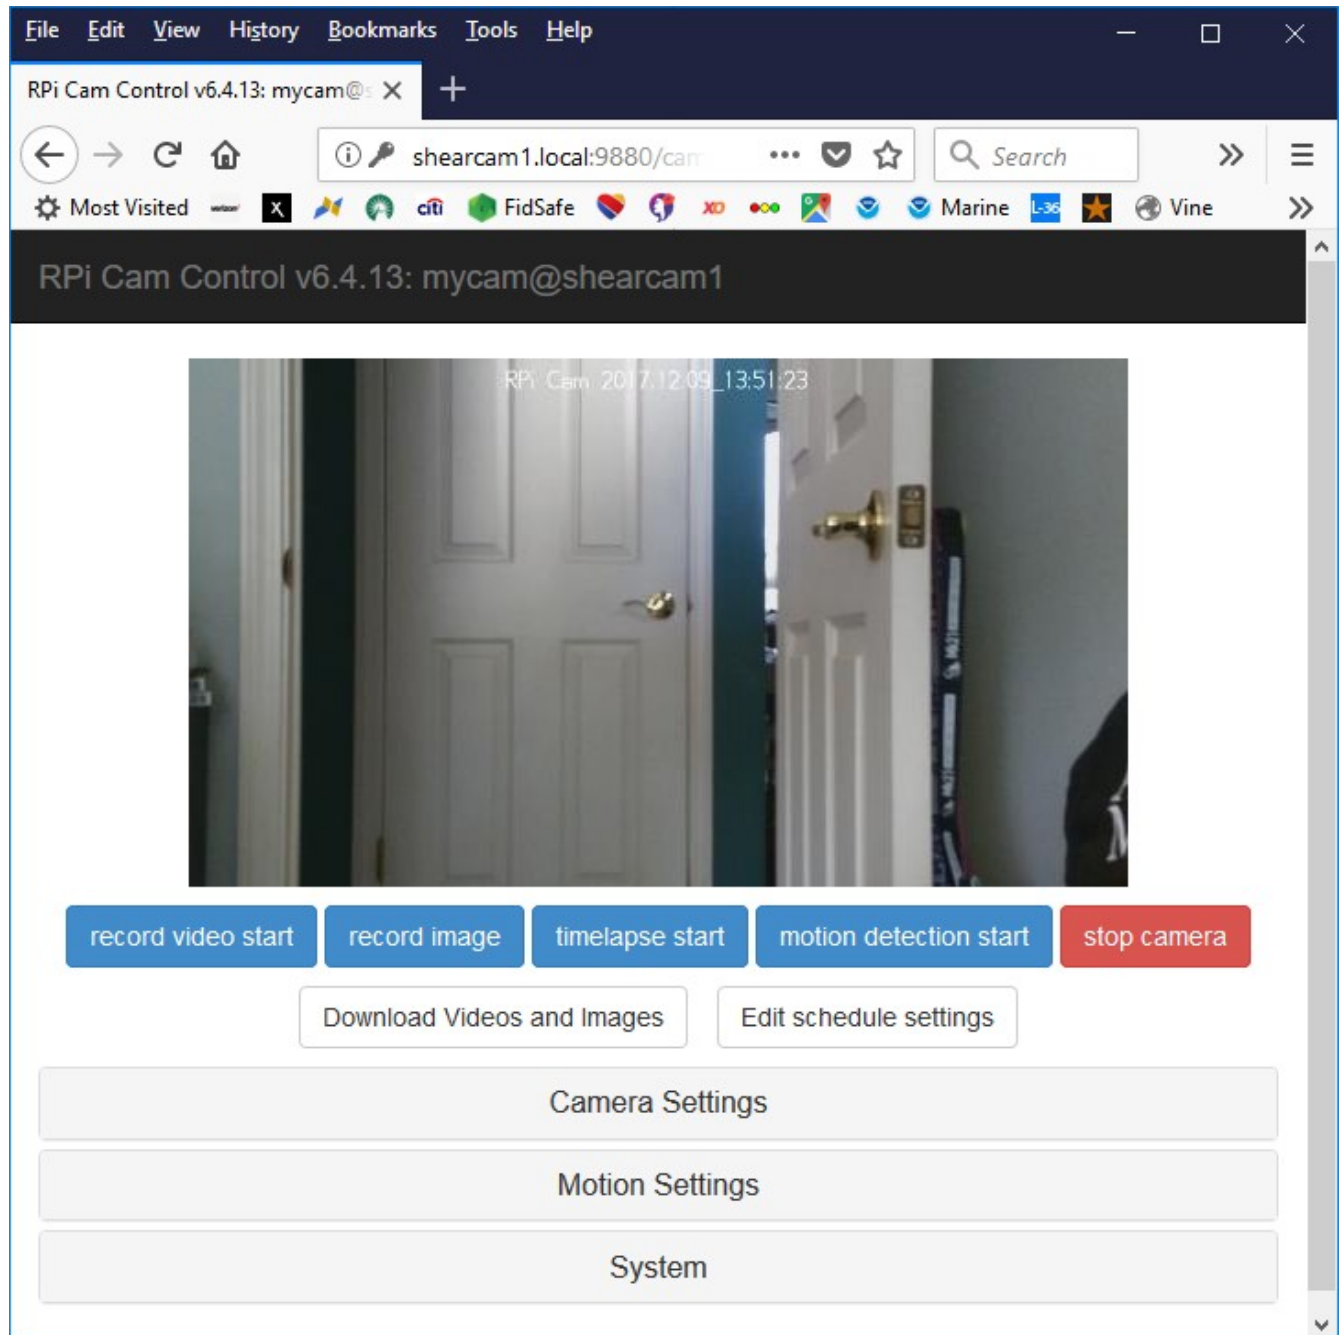 File Edit View History Bookmarks Tools Help
RPi Cam Control v6.4.13: mycam@s
shearcam1.local:9880/cam
Search
Most Visited verizon X citi FidSafe XO Marine L-36 Vine
RPi Cam Control v6.4.13: mycam@shearcam1
RPi Cam 2017.12.09_13:51:23
record video start record image timelapse start motion detection start stop camera
Download Videos and Images Edit schedule settings
Camera Settings
Motion Settings
System